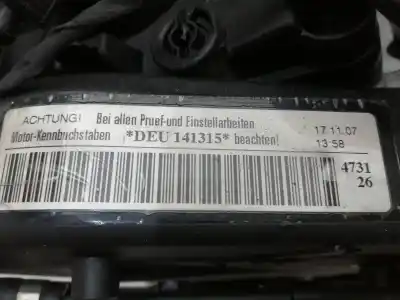 ACHTUNG! Bei allen Pruef-und Einstellarbeiten 17.11.07
Motor-Kennbuchstaben *DEU 141315* beachten! 13:58
4731
26